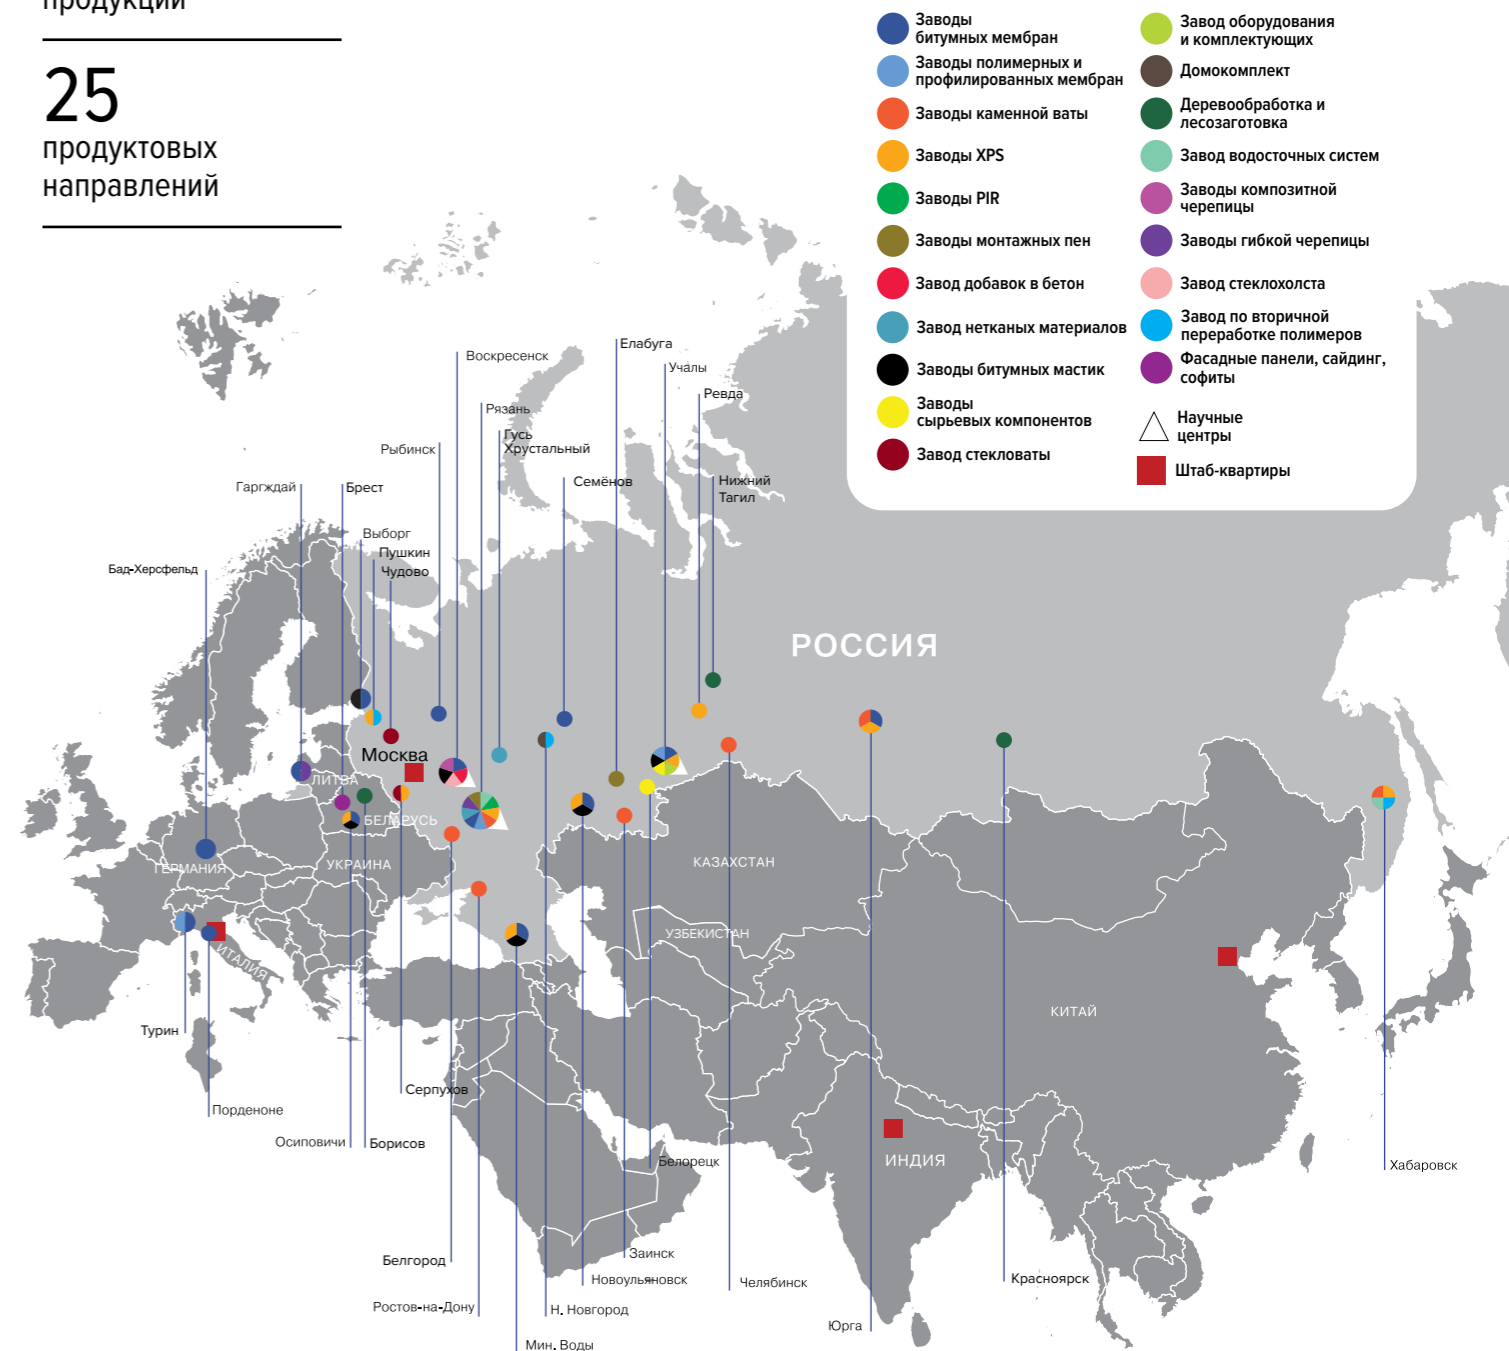 продукции
25
продуктовых
направлений
Заводы
битумных мембран
Заводы полимерных и
профилированных мембран
Заводы каменной ваты
Заводы XPS
Заводы PIR
Заводы монтажных пен
Завод добавок в бетон
Завод нетканых материалов
Заводы битумных мастик
Заводы
сырьевых компонентов
Завод стекловаты
Завод оборудования
и комплектующих
Домокомплект
Деревообработка и
лесозаготовка
Завод водосточных систем
Заводы композитной
черепицы
Заводы гибкой черепицы
Завод стеклохолста
Завод по вторичной
переработке полимеров
Фасадные панели, сайдинг,
софиты
Научные
центры
Штаб-квартиры
Елабуга
Воскресенск
Учалы
Ревда
Рязань
Гусь
Хрустальный
Рыбинск
Семёнов
Нижний
Тагил
Гаргждай
Брест
Выборг
Пушкин
Чудово
Бад-Херсфельд
РОССИЯ
Москва
ЛИТВА
БЕЛАРУСЬ
ГЕРМАНИЯ
УКРАИНА
КАЗАХСТАН
УЗБЕКИСТАН
ИТАЛИЯ
КИТАЙ
Турин
Серпухов
Порденоне
Осиповичи
Борисов
Белорецк
ИНДИЯ
Хабаровск
Белгород
Заинск
Новоульяновск
Челябинск
Красноярск
Ростов-на-Дону
Н. Новгород
Юрга
Мин. Воды